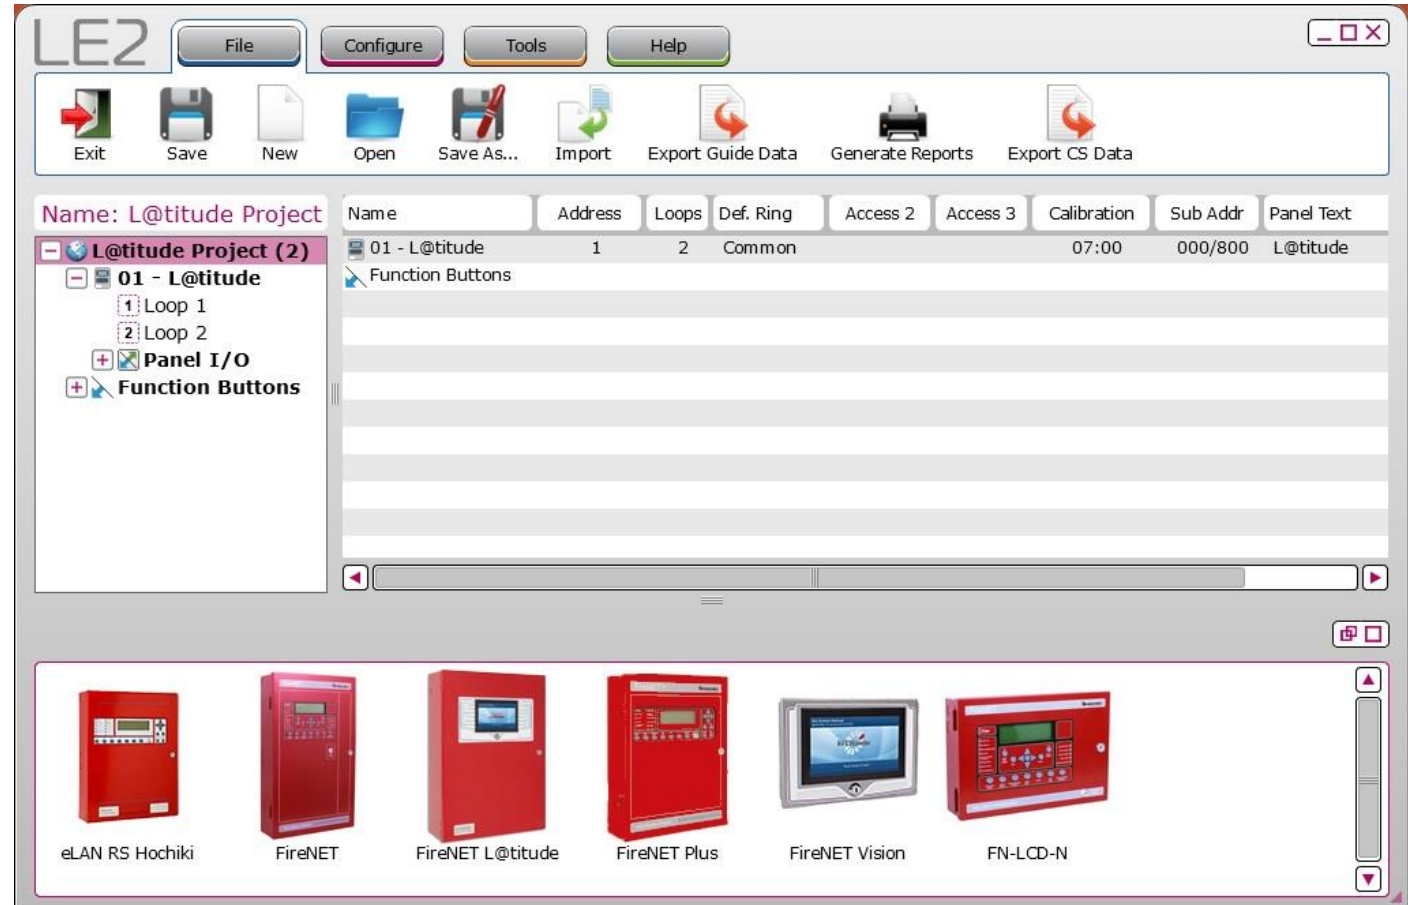 LE2 File Configure Tools Help
Exit Save New Open Save As... Import Export Guide Data Generate Reports Export CS Data
Name: L@titude Project
Name Address Loops Def. Ring Access 2 Access 3 Calibration Sub Addr Panel Text
L@titude Project (2)
01 - L@titude
1 Loop 1
2 Loop 2
Panel I/O
Function Buttons
01 - L@titude 1 2 Common 07:00 000/800 L@titude
Function Buttons
eLAN RS Hochiki FireNET FireNET L@titude FireNET Plus FireNET Vision FN-LCD-N